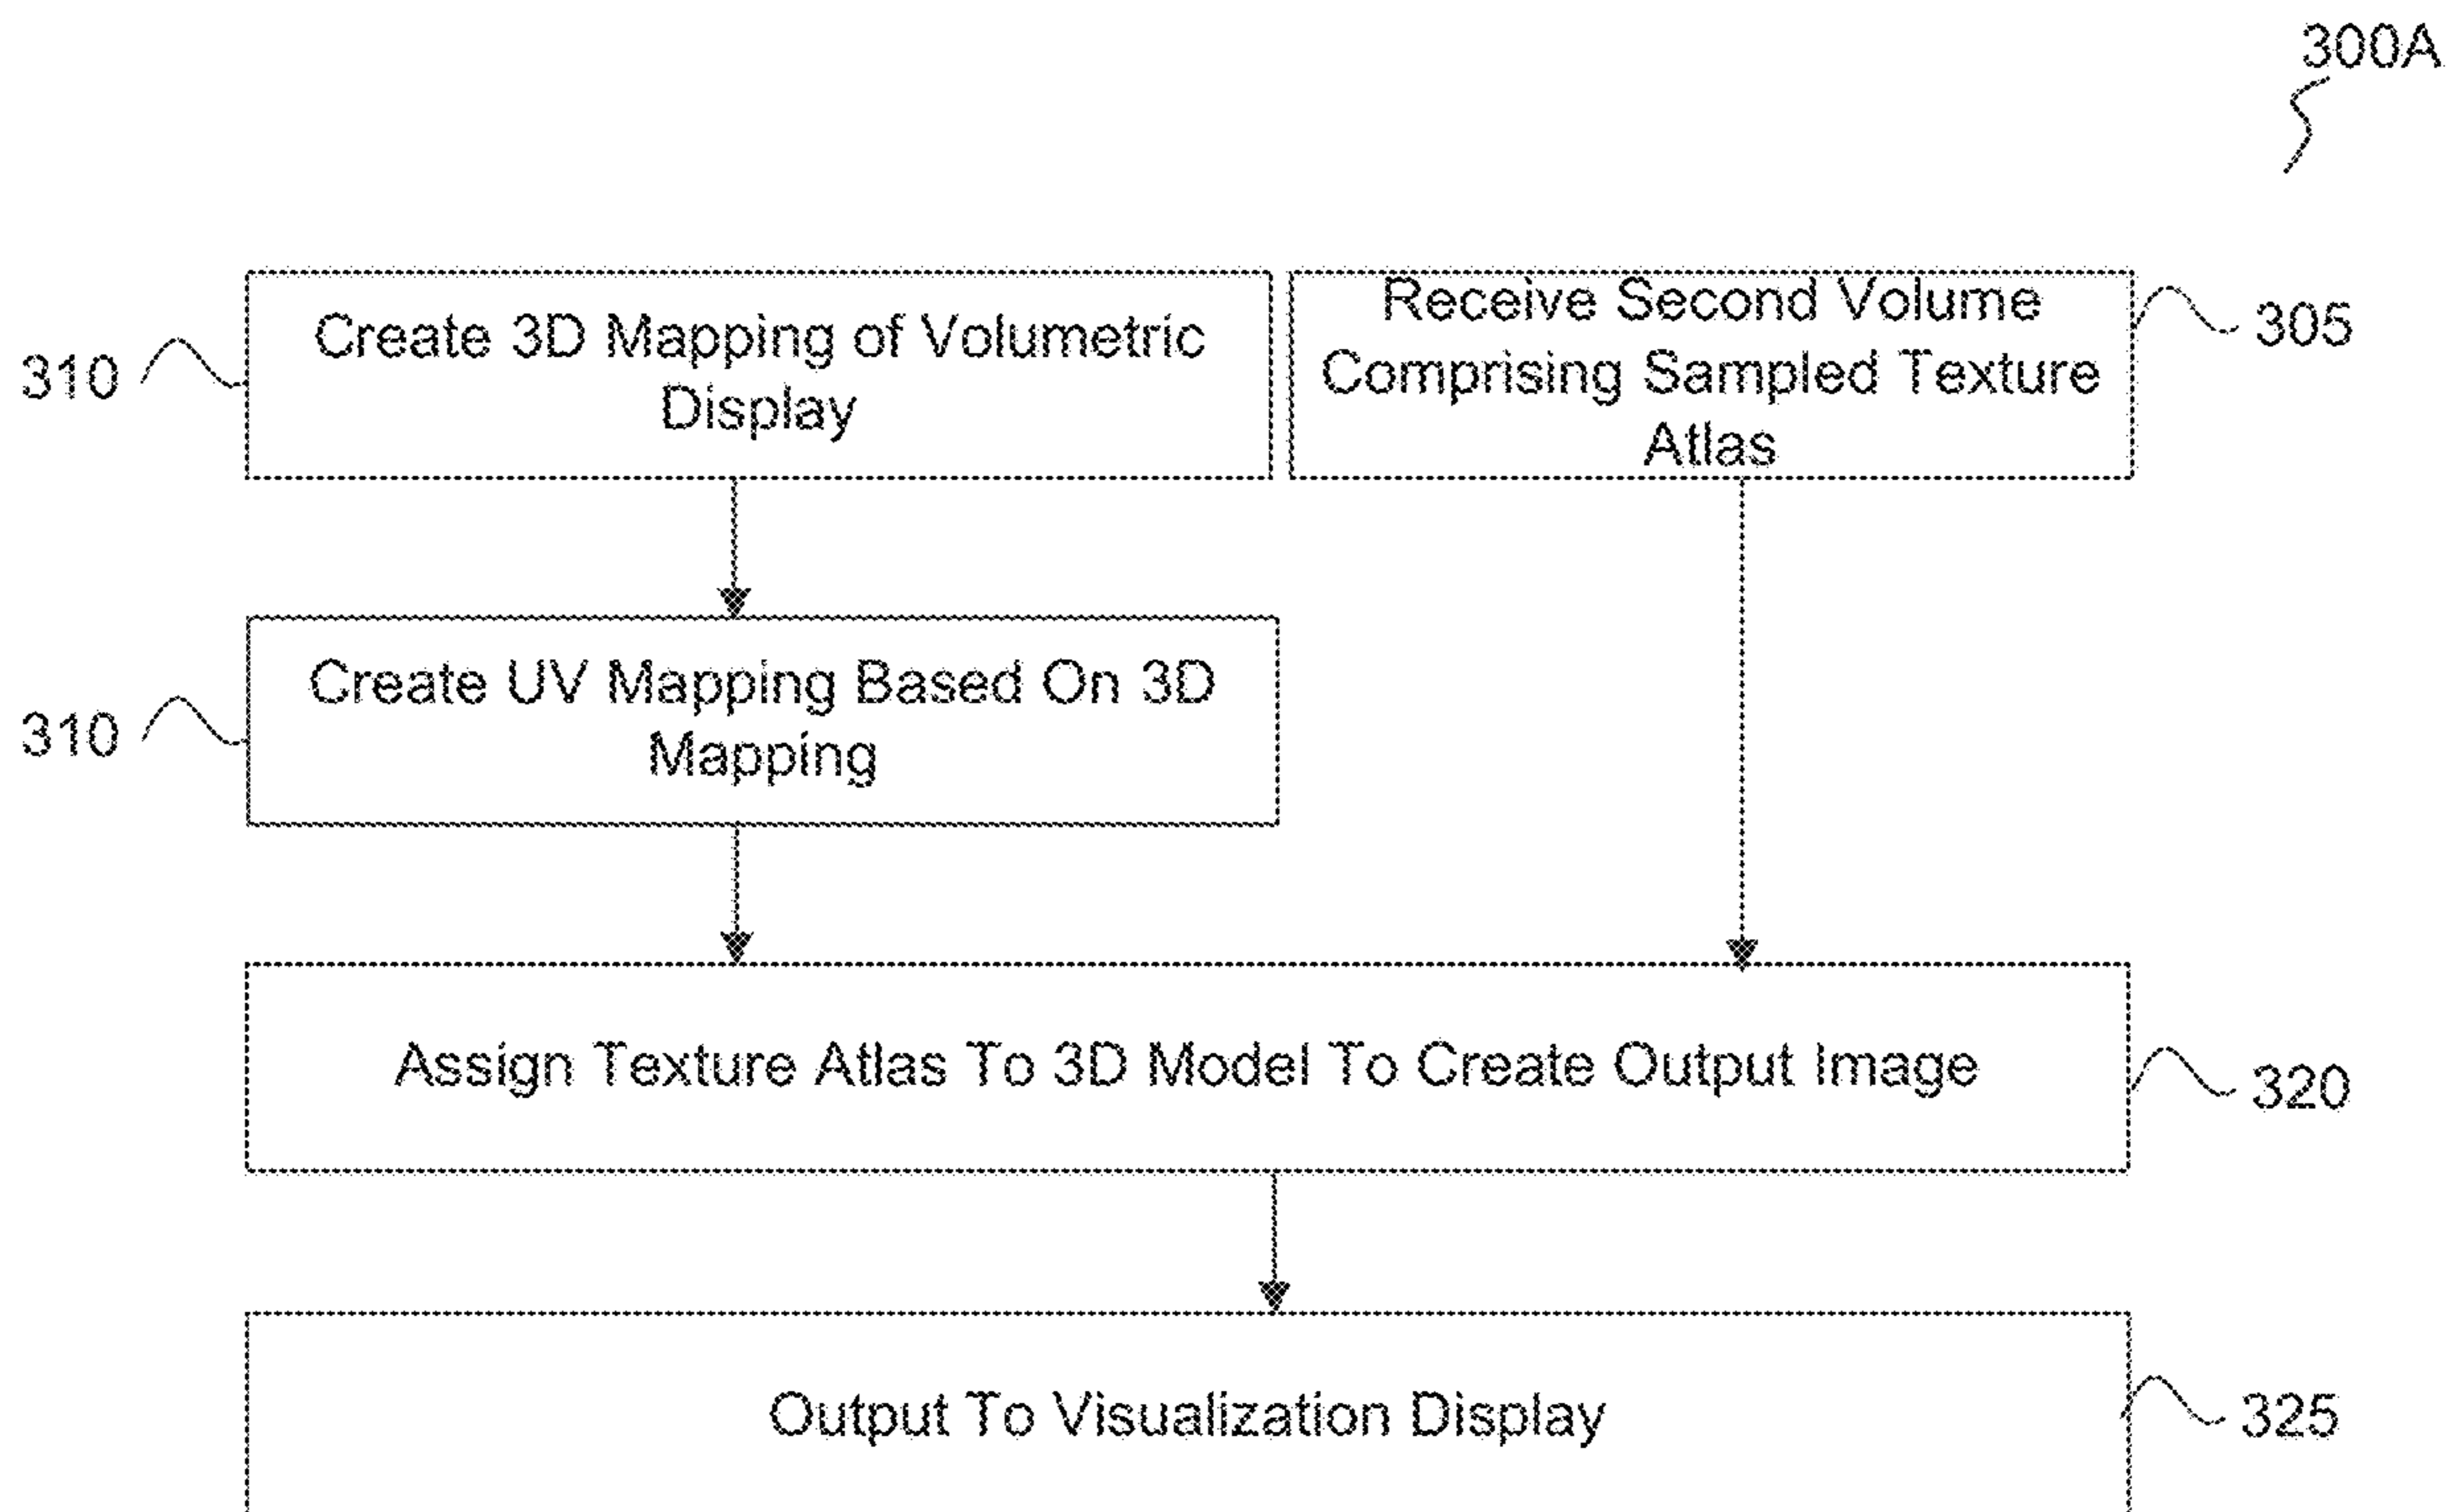 300A
Create 3D Mapping of Volumetric
Display
310
Receive Second Volume
Comprising Sampled Texture
Atlas
305
Create UV Mapping Based On 3D
Mapping
310
Assign Texture Atlas To 3D Model To Create Output Image
320
Output To Visualization Display
325